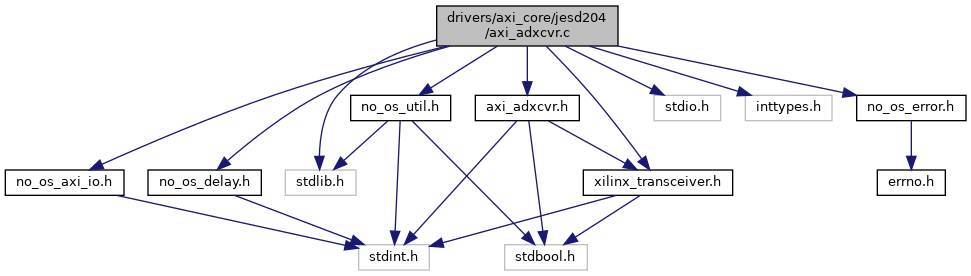 drivers/axi_core/jesd204
/axi_adxcvr.c
no_os_util.h
axi_adxcvr.h
stdio.h
inttypes.h
no_os_error.h
no_os_axi_io.h
no_os_delay.h
stdlib.h
xilinx_transceiver.h
errno.h
stdint.h
stdbool.h